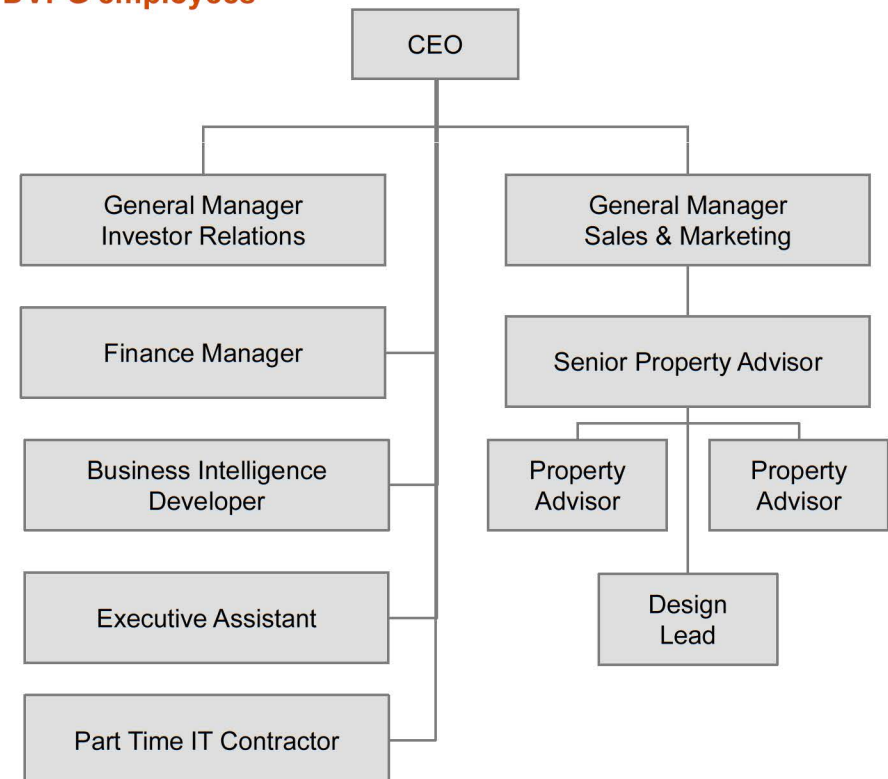 employees
CEO
General Manager
Investor Relations
General Manager
Sales & Marketing
Finance Manager
Senior Property Advisor
Business Intelligence
Developer
Property
Advisor
Property
Advisor
Executive Assistant
Design
Lead
Part Time IT Contractor